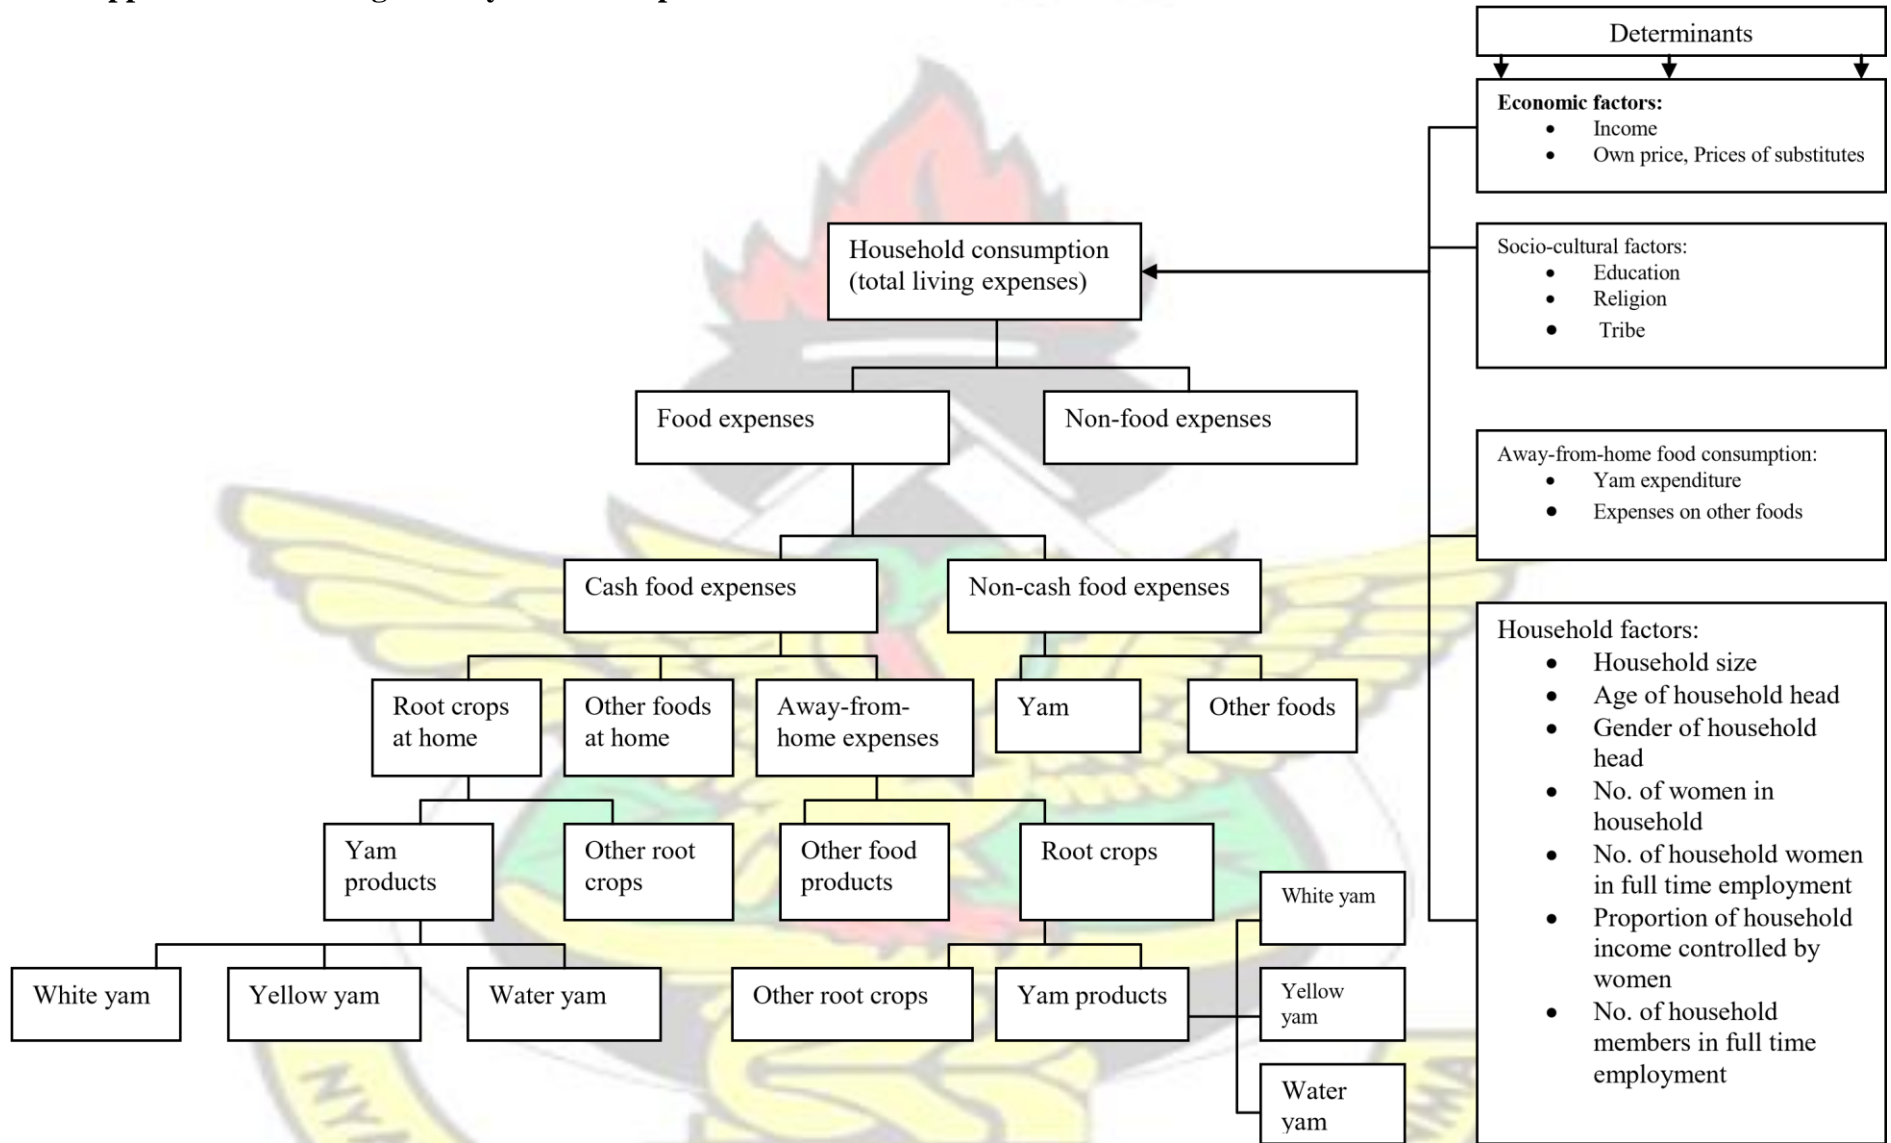 Determinants
Economic factors:
• Income
• Own price, Prices of substitutes
Household consumption
(total living expenses)
Socio-cultural factors:
• Education
• Religion
• Tribe
Food expenses
Non-food expenses
Away-from-home food consumption:
• Yam expenditure
• Expenses on other foods
Cash food expenses
Non-cash food expenses
Household factors:
• Household size
• Age of household head
• Gender of household
head
• No. of women in
household
• No. of household women
in full time employment
• Proportion of household
income controlled by
women
• No. of household
members in full time
employment
Root crops
at home
Other foods
at home
Away-from-
home expenses
Yam
Other foods
Yam
products
Other root
crops
Other food
products
Root crops
White yam
Yellow yam
Water yam
Other root crops
Yam products
White yam
Yellow
yam
Water
yam
NYA
IMA